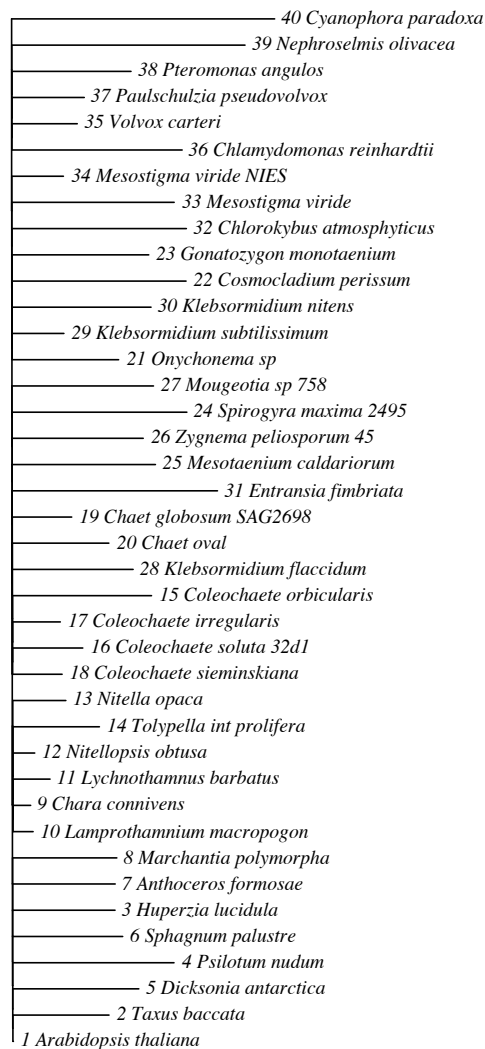 40 Cyanophora paradoxa
39 Nephroselmis olivacea
38 Pteromonas angulos
37 Paulschulzia pseudovolvox
35 Volvox carteri
36 Chlamydomonas reinhardtii
34 Mesostigma viride NIES
33 Mesostigma viride
32 Chlorokybus atmosphyticus
23 Gonatozygon monotaenium
22 Cosmocladium perissum
30 Klebsormidium nitens
29 Klebsormidium subtilissimum
21 Onychonema sp
27 Mougeotia sp 758
24 Spirogyra maxima 2495
26 Zygnema peliosporum 45
25 Mesotaenium caldariorum
31 Entransia fimbriata
19 Chaet globosum SAG2698
20 Chaet oval
28 Klebsormidium flaccidum
15 Coleochaete orbicularis
17 Coleochaete irregularis
16 Coleochaete soluta 32d1
18 Coleochaete sieminskiana
13 Nitella opaca
14 Tolypella int prolifera
12 Nitellopsis obtusa
11 Lychnothamnus barbatus
9 Chara connivens
10 Lamprothamnium macropogon
8 Marchantia polymorpha
7 Anthoceros formosae
3 Huperzia lucidula
6 Sphagnum palustre
4 Psilotum nudum
5 Dicksonia antarctica
2 Taxus baccata
1 Arabidopsis thaliana